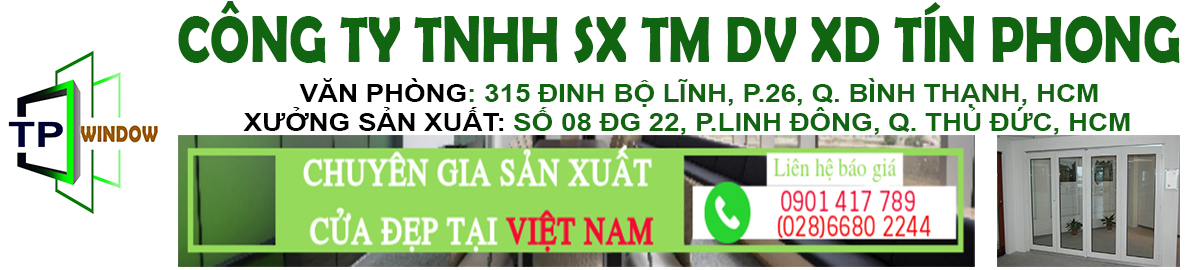 CÔNG TY TNHH SX TM DV XD TÍN PHONG
VĂN PHÒNG: 315 ĐINH BỘ LĨNH, P.26, Q. BÌNH THẠNH, HCM
XƯỞNG SẢN XUẤT: SỐ 08 ĐG 22, P.LINH ĐÔNG, Q. THỦ ĐỨC, HCM
TP WINDOW
CHUYÊN GIA SẢN XUẤT
CỬA ĐẸP TẠI VIỆT NAM
Liên hệ báo giá
0901 417 789
(028)6680 2244